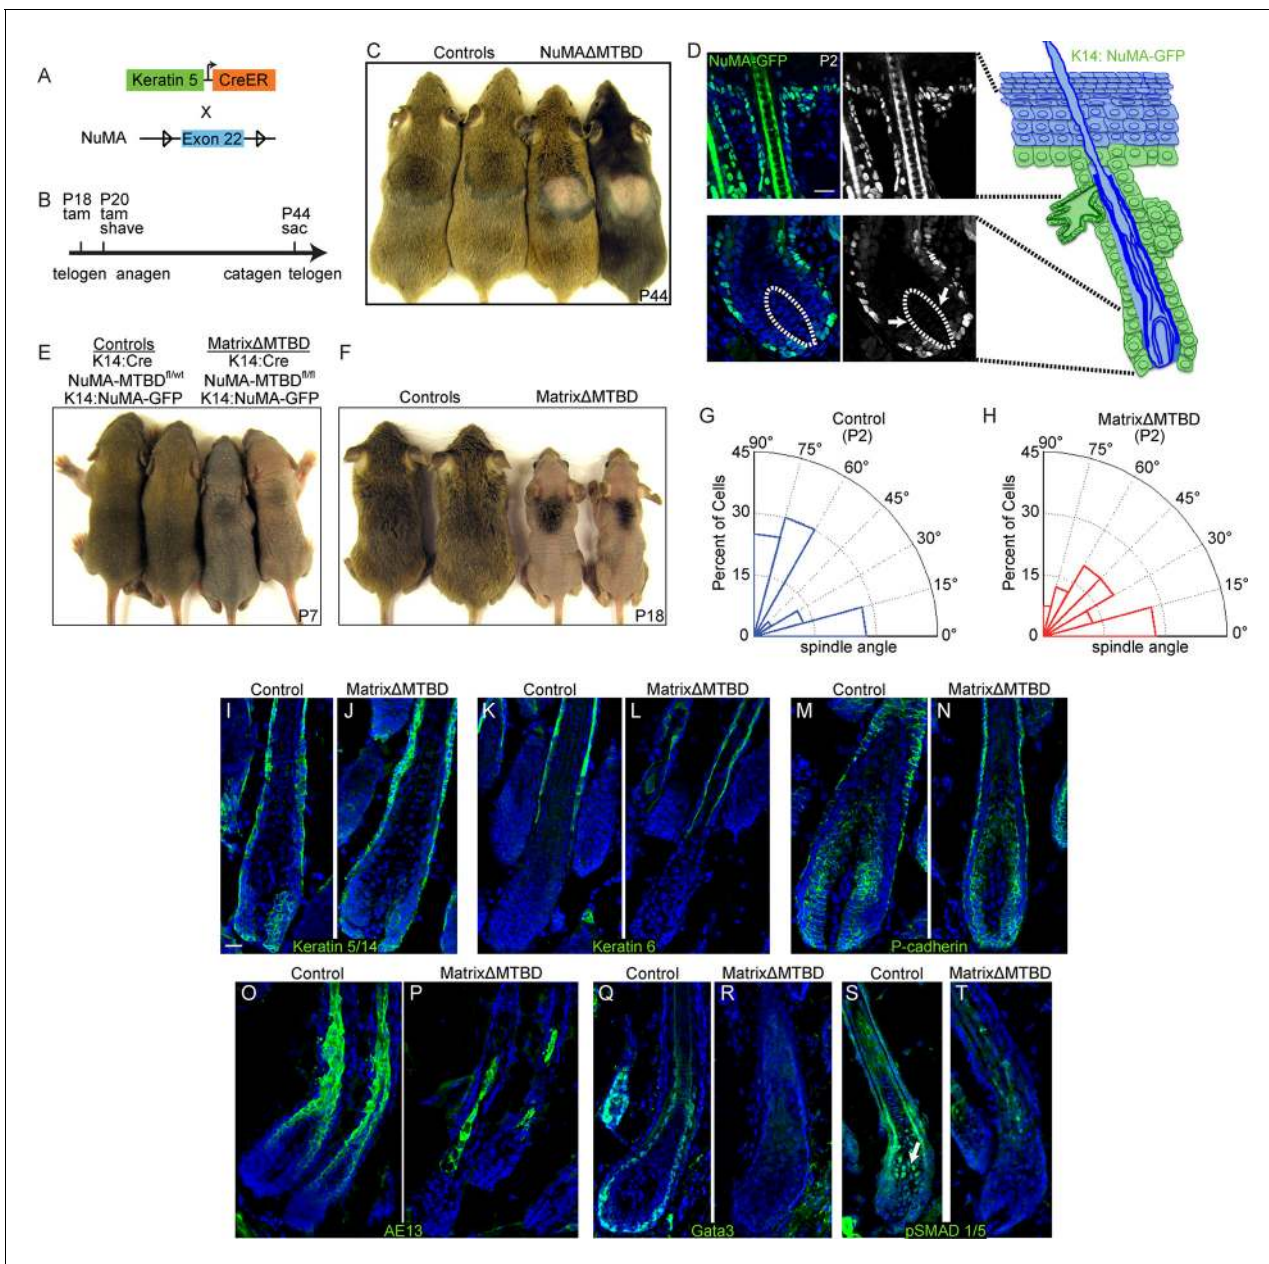 A
Keratin 5
CreER
X
NuMA
Exon 22
B
P18
tam
P20
tam
shave
P44
sac
telogen
anagen
catagen
telogen
C
Controls
NuMAΔMTBD
P44
D
NuMA-GFP
P2
K14: NuMA-GFP
E
Controls
K14:Cre
NuMA-MTBDfl/wt
K14:NuMA-GFP
MatrixΔMTBD
K14:Cre
NuMA-MTBDfl/fl
K14:NuMA-GFP
P7
F
Controls
MatrixΔMTBD
P18
G
Control
(P2)
45
30
15
0
Percent of Cells
90°
75°
60°
45°
30°
15°
0°
spindle angle
H
MatrixΔMTBD
(P2)
45
30
15
0
Percent of Cells
90°
75°
60°
45°
30°
15°
0°
spindle angle
Control
MatrixΔMTBD
I
J
Keratin 5/14
Control
MatrixΔMTBD
K
L
Keratin 6
Control
MatrixΔMTBD
M
N
P-cadherin
Control
MatrixΔMTBD
O
P
AE13
Control
MatrixΔMTBD
Q
R
Gata3
Control
MatrixΔMTBD
S
T
pSMAD 1/5